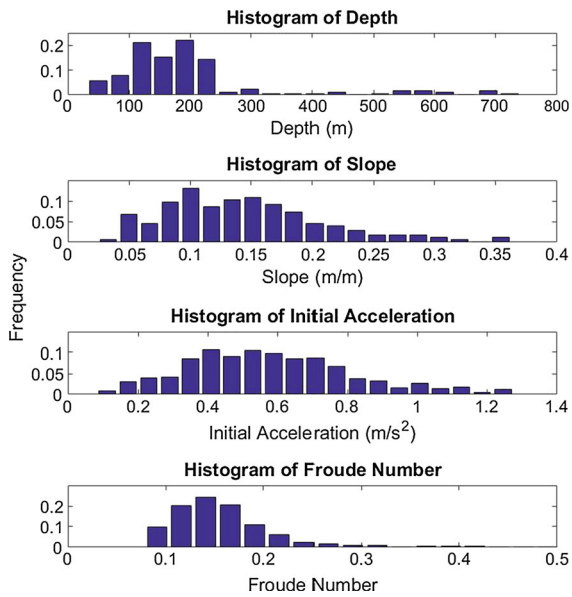 Histogram of Depth
0.2
0.1
0
0 100 200 300 400 500 600 700 800
Depth (m)
Histogram of Slope
0.1
0.05
0
0 0.05 0.1 0.15 0.2 0.25 0.3 0.35 0.4
Slope (m/m)
Frequency
Histogram of Initial Acceleration
0.1
0.05
0
0 0.2 0.4 0.6 0.8 1 1.2 1.4
Initial Acceleration (m/s²)
Histogram of Froude Number
0.2
0.1
0
0 0.1 0.2 0.3 0.4 0.5
Froude Number